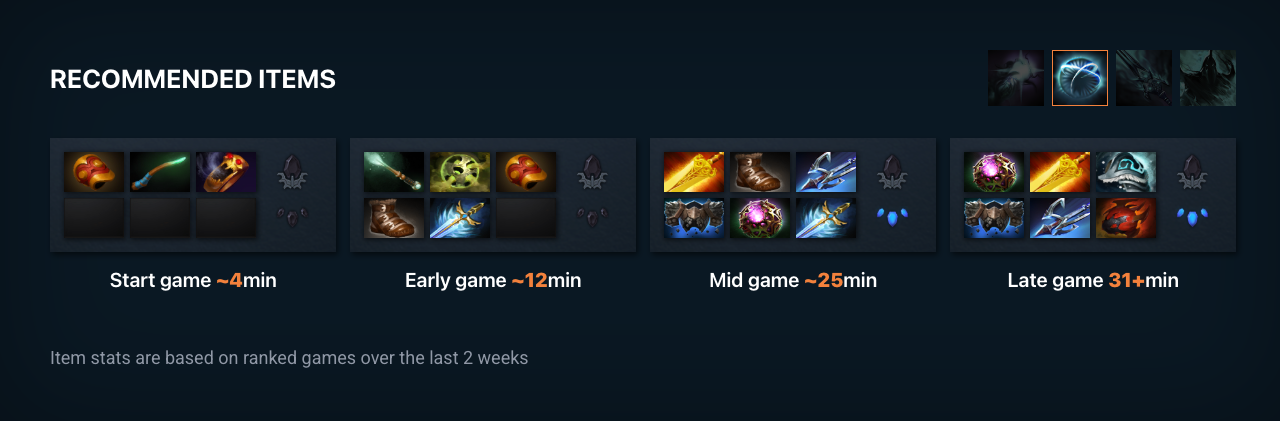 RECOMMENDED ITEMS
Start game ~4min
Early game ~12min
Mid game ~25min
Late game 31+min
Item stats are based on ranked games over the last 2 weeks